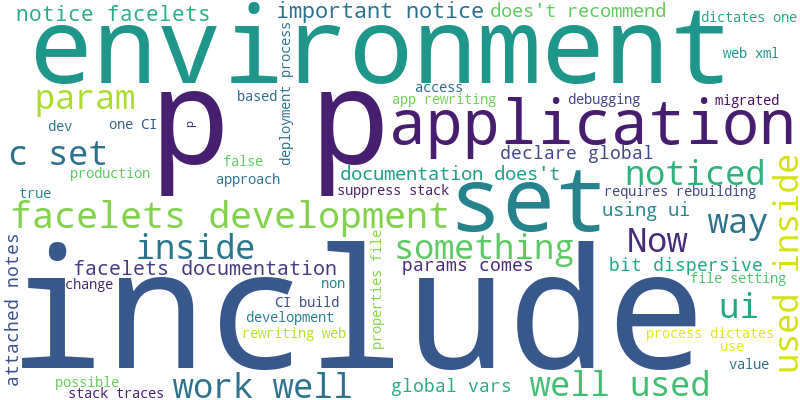 notice facelets
important notice
does't recommend
dictates one
environment
web xml
deployment process
param
based
access
app rewriting
debugging
migrated
p p
application
dev
one CI
p
c set
false
declare global
production
approach
documentation does't
noticed
true
suppress stack
set
requires rebuilding
used inside
facelets development
using ui
way
inside
something
Now
attached notes
facelets documentation
properties file
params comes
bit dispersive
file setting
change
non
include
CI build
ui
development
rewriting web
process dictates
use
value
possible
stack traces
work well
global vars
well used